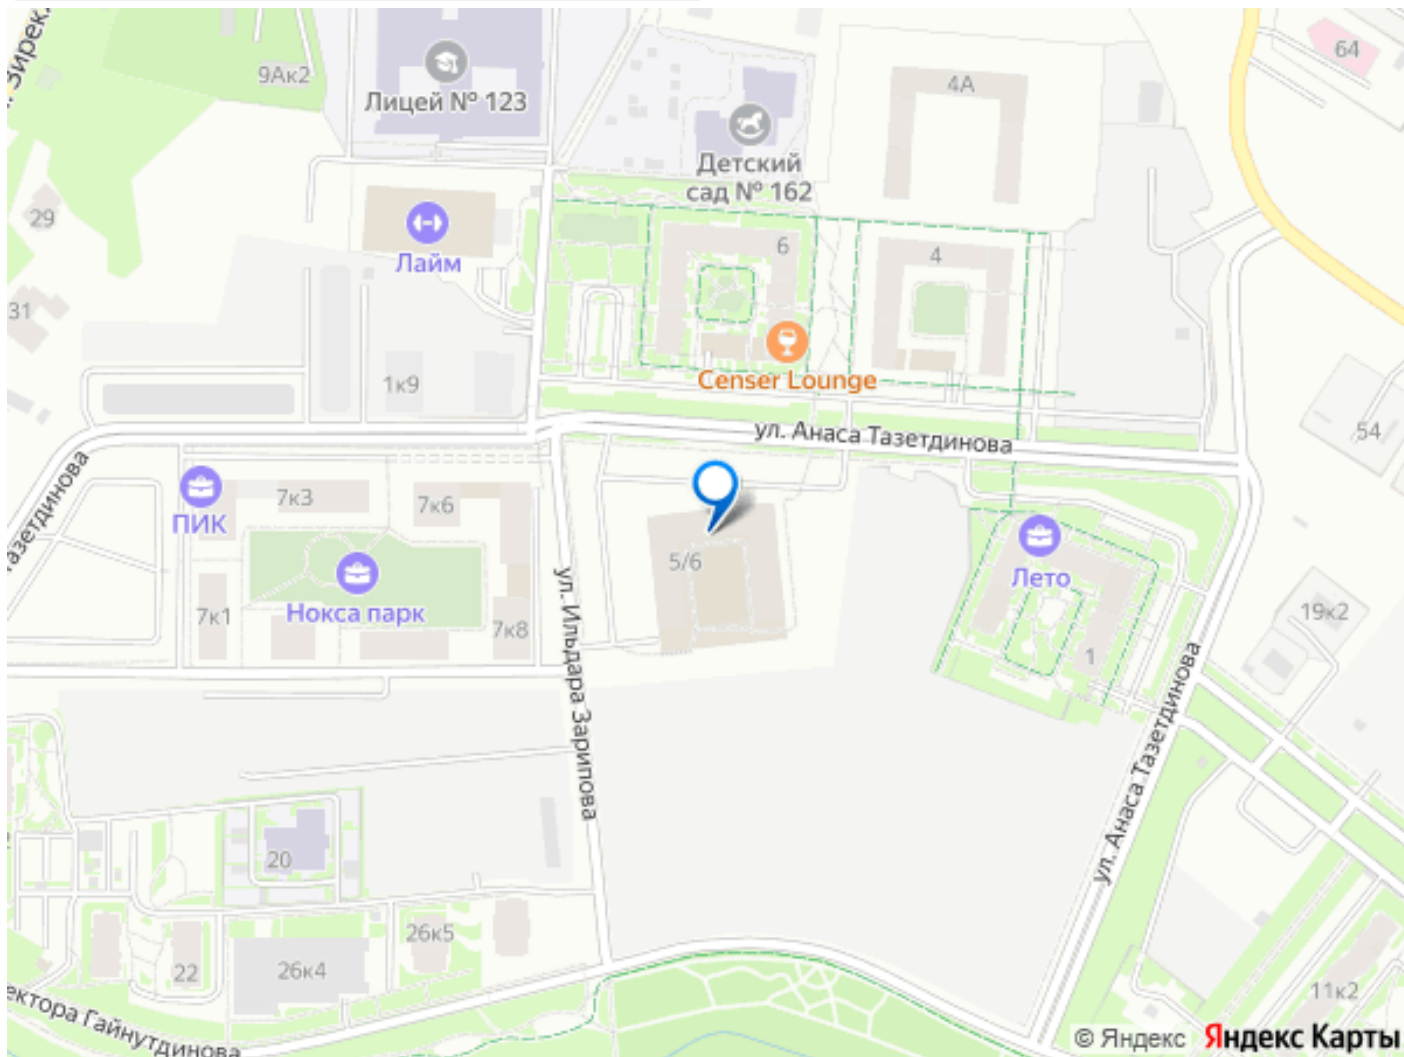 Зирек
9Ак2
Лицей № 123
Детский
сад № 162
4А
64
29
Лайм
6
4
31
1к9
Censer Lounge
54
ул. Анаса Тазетдинова
ПИК
7к3
7к6
5/6
Тазетдинова
Нокса парк
7к1
7к8
Лето
1
19к2
ул. Ильдара Зарипова
ул. Анаса Тазетдинова
20
22
26к4
26к5
11к2
ектора Гайнутдинова
© Яндекс Яндекс Карты